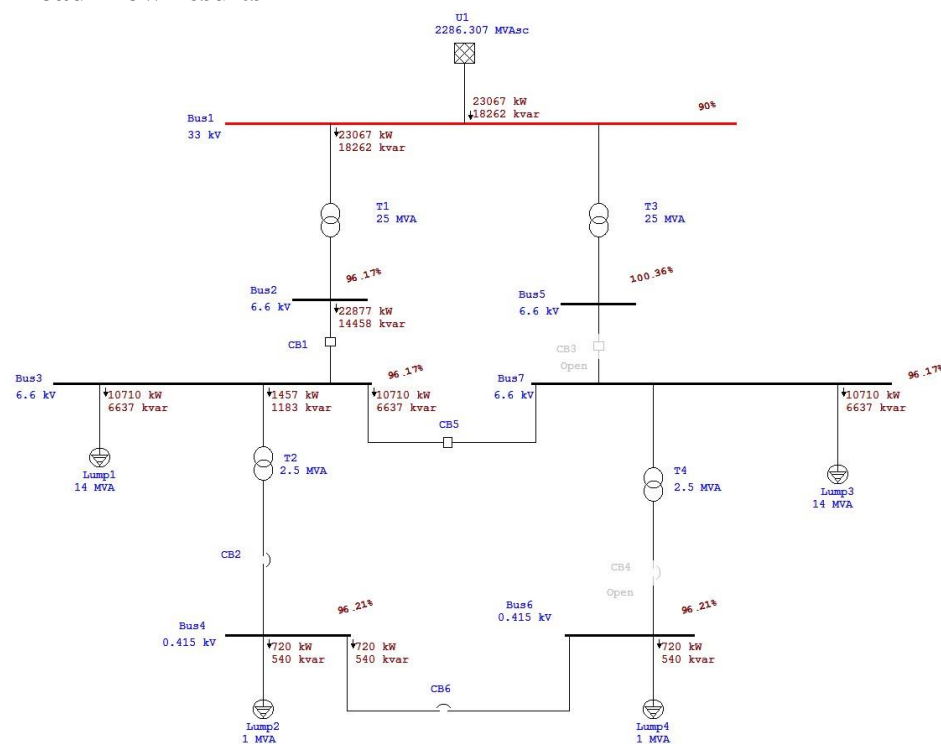 U1
2286.307 MVAsc
23067 kW
18262 kvar
90%
Bus1
33 kV
23067 kW
18262 kvar
T1
25 MVA
T3
25 MVA
96.17%
100.36%
Bus2
6.6 kV
22877 kW
14458 kvar
Bus5
6.6 kV
CB1
CB3
Open
96.17%
96.17%
Bus3
6.6 kV
10710 kW
6637 kvar
1457 kW
1183 kvar
10710 kW
6637 kvar
Bus7
6.6 kV
10710 kW
6637 kvar
CB5
T2
2.5 MVA
T4
2.5 MVA
Lump1
14 MVA
Lump3
14 MVA
CB2
CB4
Open
96.21%
96.21%
Bus4
0.415 kV
Bus6
0.415 kV
720 kW
540 kvar
720 kW
540 kvar
720 kW
540 kvar
CB6
Lump2
1 MVA
Lump4
1 MVA